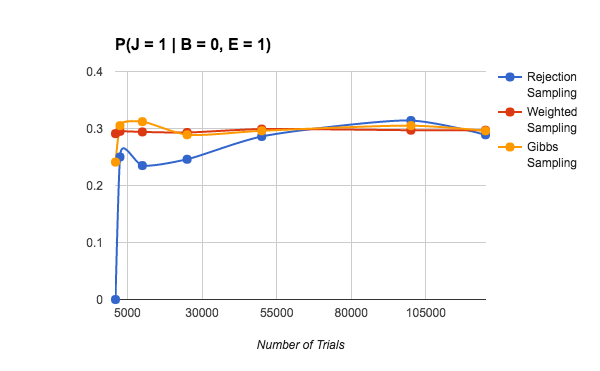 P(J = 1 | B = 0, E = 1)
0.4
0.3
0.2
0.1
0
5000 30000 55000 80000 105000
Number of Trials
Rejection
Sampling
Weighted
Sampling
Gibbs
Sampling